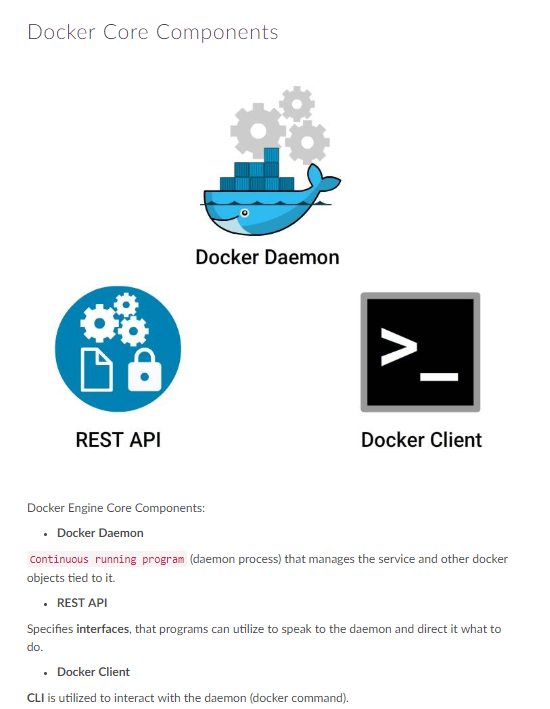 Docker Core Components
Docker Daemon
>_
REST API
Docker Client
Docker Engine Core Components:
• Docker Daemon
Continuous running program (daemon process) that manages the service and other docker
objects tied to it.
• REST API
Specifies interfaces, that programs can utilize to speak to the daemon and direct it what to
do.
• Docker Client
CLI is utilized to interact with the daemon (docker command).